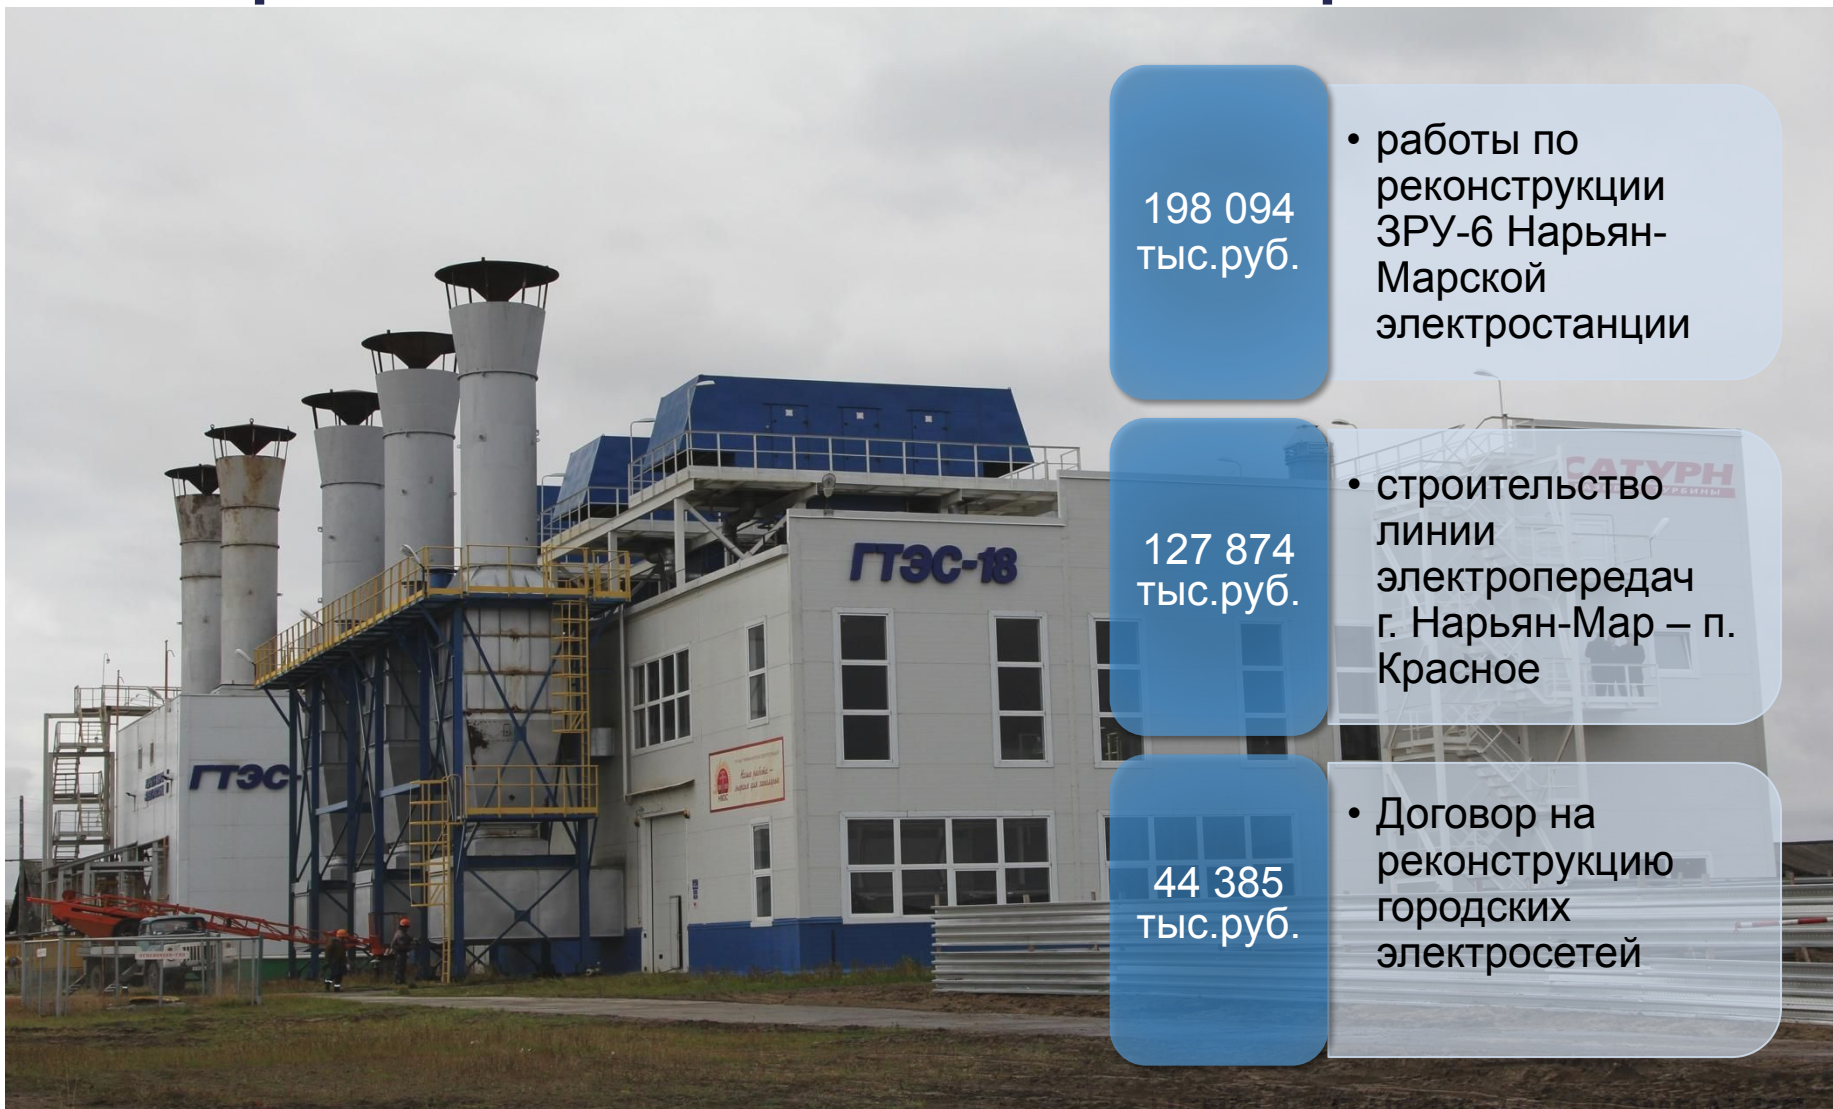 198 094
тыс.руб.
• работы по
реконструкции
ЗРУ-6 Нарьян-
Марской
электростанции
127 874
тыс.руб.
• строительство
линии
электропередач
г. Нарьян-Мар – п.
Красное
44 385
тыс.руб.
• Договор на
реконструкцию
городских
электросетей
САТУРН
ГТЭС-18
ГТЭС-